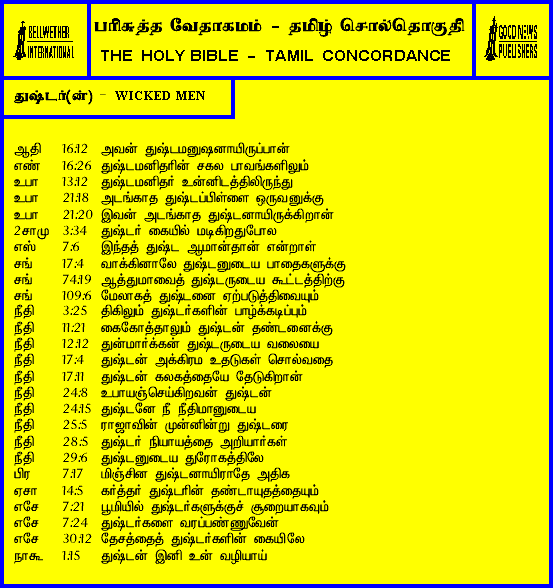 BELLWETHER
INTERNATIONAL
பரிசுத்த வேதாகமம் - தமிழ் சொல்தொகுதி
THE HOLY BIBLE - TAMIL CONCORDANCE
GOOD NEWS
PUBLISHERS
துஷ்டர்(ன்) - WICKED MEN
ஆதி 16:12 அவன் துஷ்டமனுஷனாயிருப்பான்
எண் 16:26 துஷ்டமனிதரின் சகல பாவங்களிலும்
உபா 13:12 துஷ்டமனிதர் உன்னிடத்திலிருந்து
உபா 21:18 அடங்காத துஷ்டப்பிள்ளை ஒருவனுக்கு
உபா 21:20 இவன் அடங்காத துஷ்டனாயிருக்கிறான்
2சாமு 3:34 துஷ்டர் கையில் மடிகிறதுபோல
எஸ் 7:6 இந்தத் துஷ்ட ஆமான்தான் என்றாள்
சங் 17:4 வாக்கினாலே துஷ்டனுடைய பாதைகளுக்கு
சங் 74:19 ஆத்துமாவைத் துஷ்டருடைய கூட்டத்திற்கு
சங் 109:6 மேலாகத் துஷ்டனை ஏற்படுத்திவையும்
நீதி 3:25 திகிலும் துஷ்டர்களின் பாழ்க்கடிப்பும்
நீதி 11:21 கைகோத்தாலும் துஷ்டன் தண்டனைக்கு
நீதி 12:12 துன்மார்க்கன் துஷ்டருடைய வலையை
நீதி 17:4 துஷ்டன் அக்கிரம உதடுகள் சொல்வதை
நீதி 17:11 துஷ்டன் கலகத்தையே தேடுகிறான்
நீதி 24:8 உபாயஞ்செய்கிறவன் துஷ்டன்
நீதி 24:15 துஷ்டனே நீ நீதிமானுடைய
நீதி 25:5 ராஜாவின் முன்னின்று துஷ்டரை
நீதி 28:5 துஷ்டர் நியாயத்தை அறியார்கள்
நீதி 29:6 துஷ்டனுடைய துரோகத்திலே
பிர 7:17 மிஞ்சின துஷ்டனாயிராதே அதிக
ஏசா 14:5 கர்த்தர் துஷ்டரின் தண்டாயுதத்தையும்
எசே 7:21 பூமியில் துஷ்டர்களுக்குச் சூறையாகவும்
எசே 7:24 துஷ்டர்களை வரப்பண்ணுவேன்
எசே 30:12 தேசத்தைத் துஷ்டர்களின் கையிலே
நாகூ 1:15 துஷ்டன் இனி உன் வழியாய்